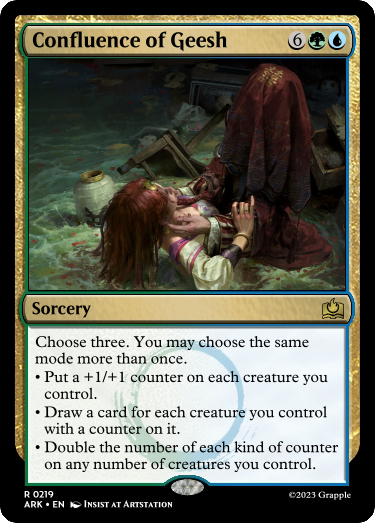 Confluence of Geesh 6
Sorcery
Choose three. You may choose the same
mode more than once.
• Put a +1/+1 counter on each creature you
control.
• Draw a card for each creature you control
with a counter on it.
• Double the number of each kind of counter
on any number of creatures you control.
R 0219
ARK • EN Insist at Artstation
©2023 Grapple